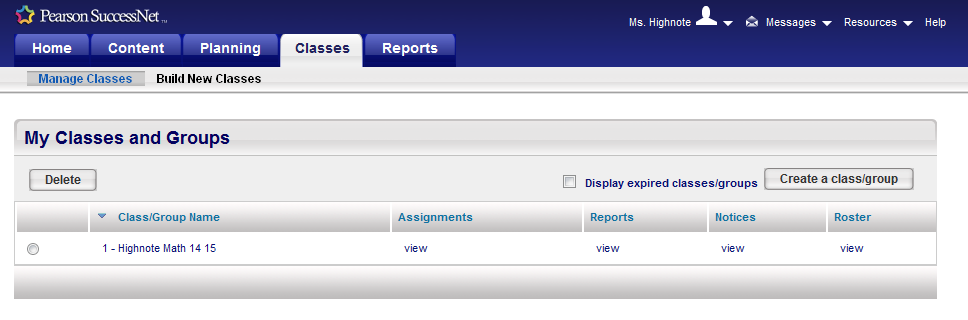 Pearson SuccessNet™
Ms. Highnote Messages Resources Help
Home Content Planning Classes Reports
Manage Classes Build New Classes
My Classes and Groups
Delete Display expired classes/groups Create a class/group
Class/Group Name Assignments Reports Notices Roster
1 - Highnote Math 14 15 view view view view